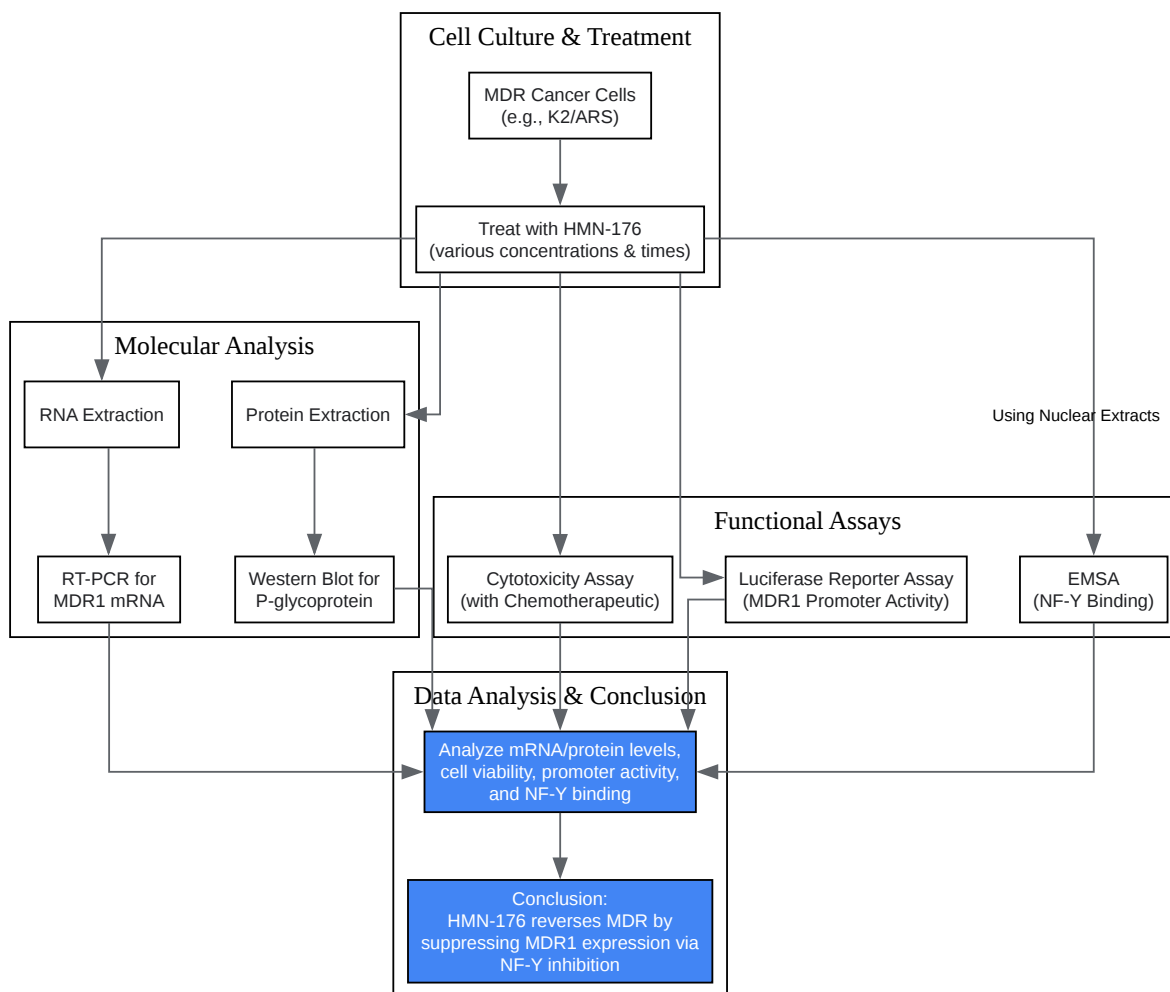 Cell Culture & Treatment
MDR Cancer Cells
(e.g., K2/ARS)
Treat with HMN-176
(various concentrations & times)
Molecular Analysis
RNA Extraction
Protein Extraction
Using Nuclear Extracts
Functional Assays
RT-PCR for
MDR1 mRNA
Western Blot for
P-glycoprotein
Cytotoxicity Assay
(with Chemotherapeutic)
Luciferase Reporter Assay
(MDR1 Promoter Activity)
EMSA
(NF-Y Binding)
Data Analysis & Conclusion
Analyze mRNA/protein levels,
cell viability, promoter activity,
and NF-Y binding
Conclusion:
HMN-176 reverses MDR by
suppressing MDR1 expression via
NF-Y inhibition